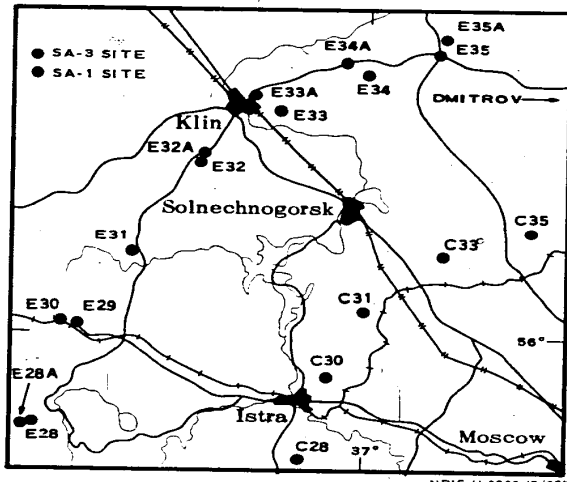 SA-3 SITE
SA-1 SITE
E35A
E35
E34A
E34
E33A
E33
DMITROV
Klin
E32A
E32
Solnechnogorsk
E31
C35
C33
E30
E29
C31
56°
E28A
C30
E28
Istra
Moscow
C28
37°